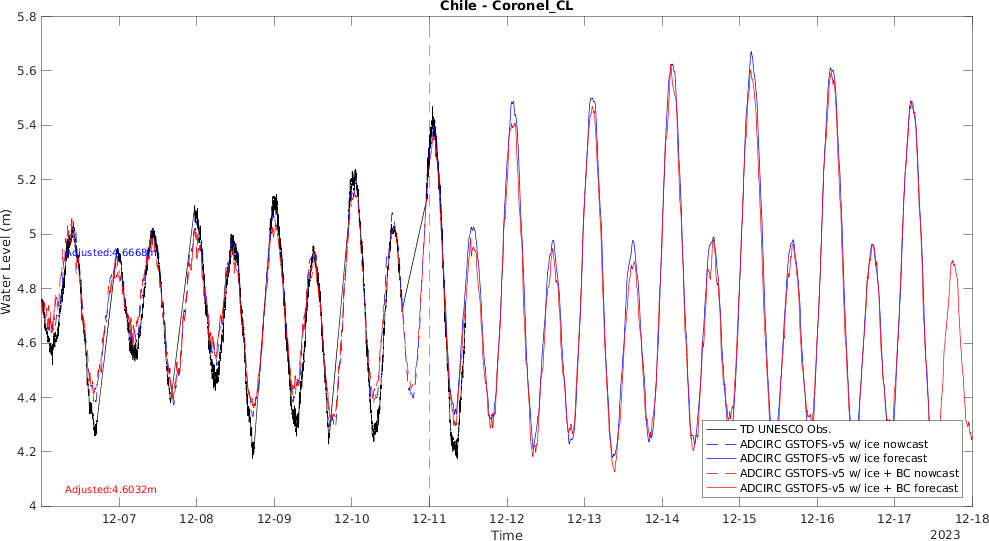 Chile - Coronel_CL
5.8
5.6
5.4
5.2
5
4.8
4.6
4.4
4.2
4
Water Level (m)
Adjusted:4.6668m
Adjusted:4.6032m
TD UNESCO Obs.
ADCIRC GSTOFS-v5 w/ ice nowcast
ADCIRC GSTOFS-v5 w/ ice forecast
ADCIRC GSTOFS-v5 w/ ice + BC nowcast
ADCIRC GSTOFS-v5 w/ ice + BC forecast
12-07 12-08 12-09 12-10 12-11 12-12 12-13 12-14 12-15 12-16 12-17 12-18
Time
2023